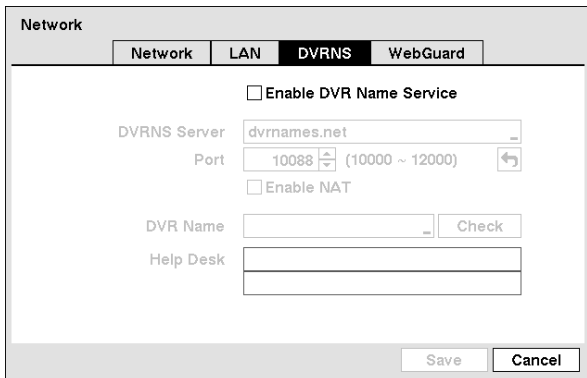 Network
Network LAN DVRNS WebGuard
Enable DVR Name Service
DVRNS Server dvrnames.net
Port 10088 (10000 ~ 12000)
Enable NAT
DVR Name Check
Help Desk
Save Cancel